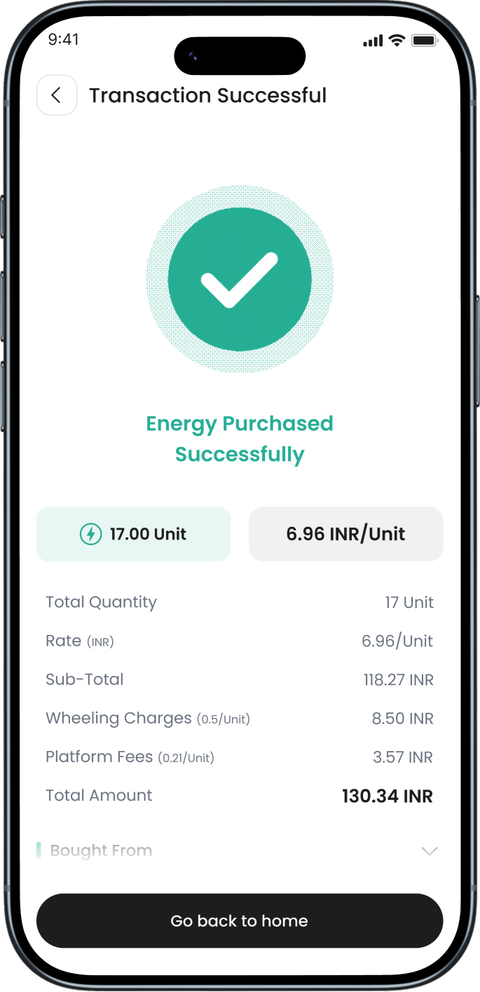 9:41
Transaction Successful
Energy Purchased
Successfully
17.00 Unit
6.96 INR/Unit
Total Quantity 17 Unit
Rate (INR) 6.96/Unit
Sub-Total 118.27 INR
Wheeling Charges (0.5/Unit) 8.50 INR
Platform Fees (0.21/Unit) 3.57 INR
Total Amount 130.34 INR
Bought From
Go back to home